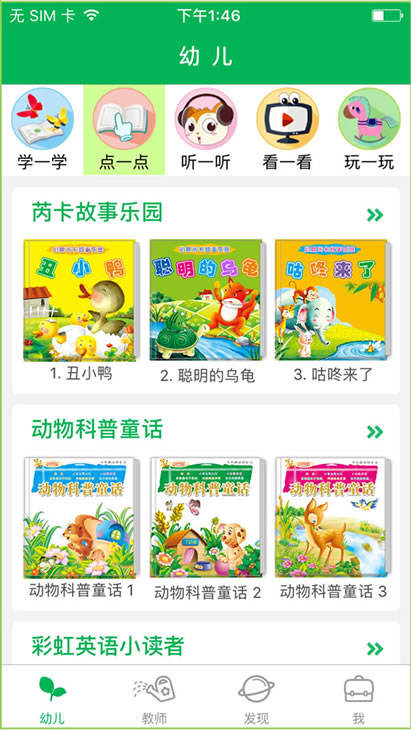 无 SIM 卡
下午1:46
幼 儿
学一学
点一点
听一听
看一看
玩一玩
芮卡故事乐园
丑小鸭
聪明的乌龟
咕咚来了
1. 丑小鸭
2. 聪明的乌龟
3. 咕咚来了
动物科普童话
动物科普童话
动物科普童话
动物科普童话
动物科普童话 1
动物科普童话 2
动物科普童话 3
彩虹英语小读者
幼儿
教师
发现
我